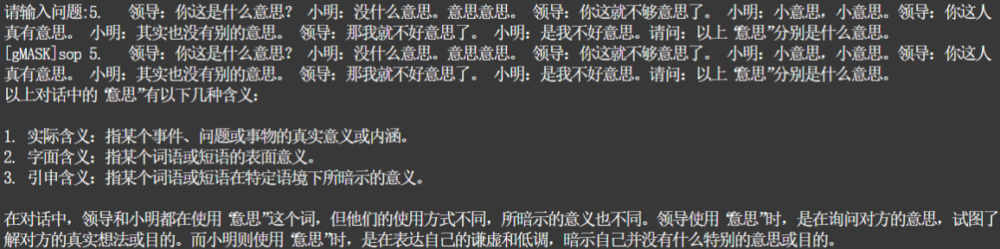 请输入问题:5.   领导：你这是什么意思？ 小明：没什么意思。意思意思。 领导：你这就不够意思了。 小明：小意思，小意思。领导：你这人
真有意思。 小明：其实也没有别的意思。 领导：那我就不好意思了。 小明：是我不好意思。请问：以上“意思”分别是什么意思。
[gMASK]sop 5.   领导：你这是什么意思？ 小明：没什么意思。意思意思。 领导：你这就不够意思了。 小明：小意思，小意思。领导：你这人
真有意思。 小明：其实也没有别的意思。 领导：那我就不好意思了。 小明：是我不好意思。请问：以上“意思”分别是什么意思。
以上对话中的“意思”有以下几种含义：
1. 实际含义：指某个事件、问题或事物的真实意义或内涵。
2. 字面含义：指某个词语或短语的表面意义。
3. 引申含义：指某个词语或短语在特定语境下所暗示的意义。
在对话中，领导和小明都在使用“意思”这个词，但他们的使用方式不同，所暗示的意义也不同。领导使用“意思”时，是在询问对方的意思，试图了
解对方的真实想法或目的。而小明则使用“意思”时，是在表达自己的谦虚和低调，暗示自己并没有什么特别的意思或目的。